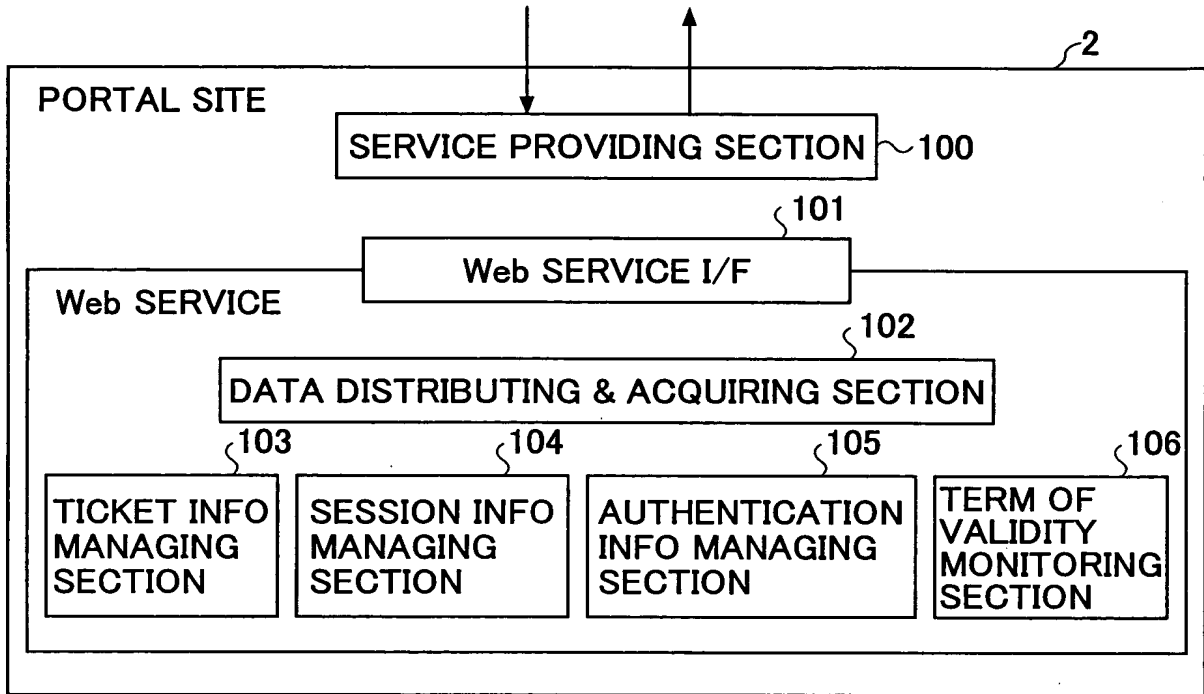 2
PORTAL SITE
SERVICE PROVIDING SECTION
100
101
Web SERVICE I/F
Web SERVICE
102
DATA DISTRIBUTING & ACQUIRING SECTION
103
104
105
106
TICKET INFO
MANAGING
SECTION
SESSION INFO
MANAGING
SECTION
AUTHENTICATION
INFO MANAGING
SECTION
TERM OF
VALIDITY
MONITORING
SECTION